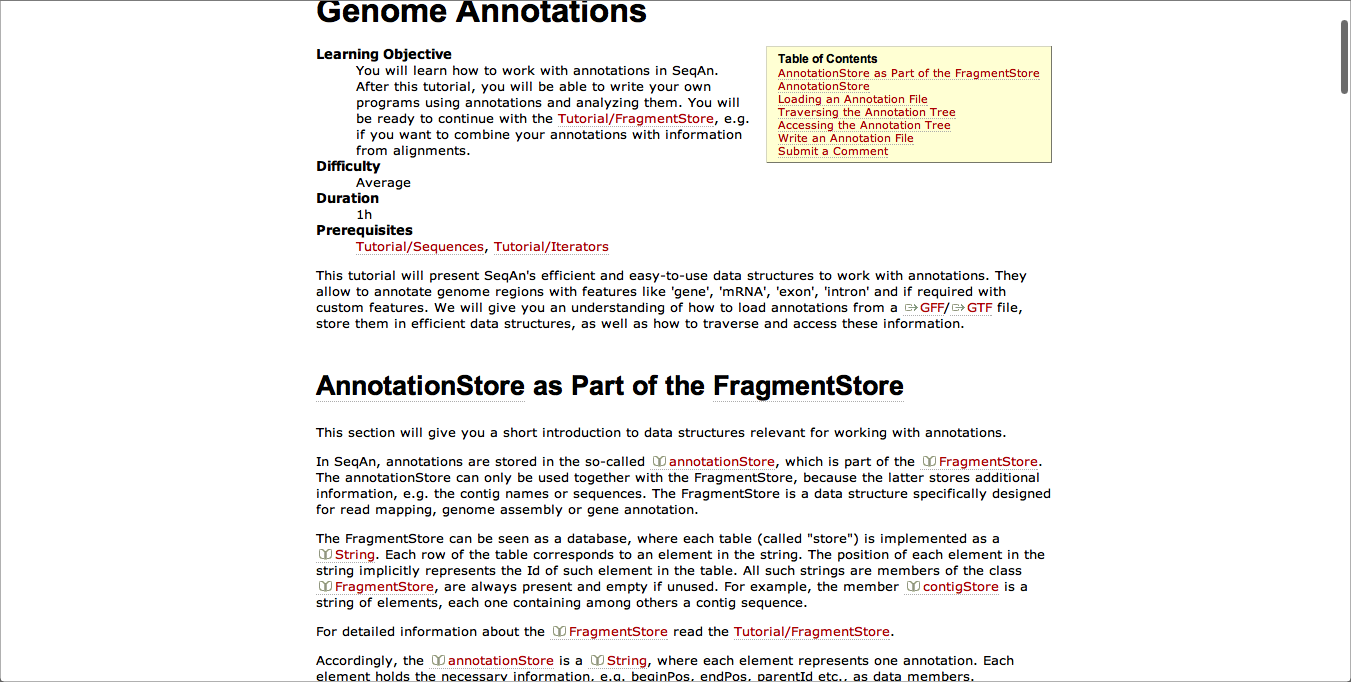 Genome Annotations
Learning Objective
You will learn how to work with annotations in SeqAn.
After this tutorial, you will be able to write your own
programs using annotations and analyzing them. You will
be ready to continue with the Tutorial/FragmentStore, e.g.
if you want to combine your annotations with information
from alignments.
Difficulty
Average
Duration
1h
Prerequisites
Tutorial/Sequences, Tutorial/Iterators
Table of Contents
AnnotationStore as Part of the FragmentStore
AnnotationStore
Loading an Annotation File
Traversing the Annotation Tree
Accessing the Annotation Tree
Write an Annotation File
Submit a Comment
This tutorial will present SeqAn's efficient and easy-to-use data structures to work with annotations. They
allow to annotate genome regions with features like 'gene', 'mRNA', 'exon', 'intron' and if required with
custom features. We will give you an understanding of how to load annotations from a GFF/GTF file,
store them in efficient data structures, as well as how to traverse and access these information.
AnnotationStore as Part of the FragmentStore
This section will give you a short introduction to data structures relevant for working with annotations.
In SeqAn, annotations are stored in the so-called annotationStore, which is part of the FragmentStore.
The annotationStore can only be used together with the FragmentStore, because the latter stores additional
information, e.g. the contig names or sequences. The FragmentStore is a data structure specifically designed
for read mapping, genome assembly or gene annotation.
The FragmentStore can be seen as a database, where each table (called "store") is implemented as a
String. Each row of the table corresponds to an element in the string. The position of each element in the
string implicitly represents the Id of such element in the table. All such strings are members of the class
FragmentStore, are always present and empty if unused. For example, the member contigStore is a
string of elements, each one containing among others a contig sequence.
For detailed information about the FragmentStore read the Tutorial/FragmentStore.
Accordingly, the annotationStore is a String, where each element represents one annotation. Each
element holds the necessary information, e.g. beginPos, endPos, parentId etc., as data members.